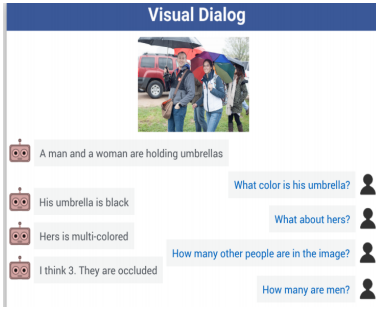 Visual Dialog
A man and a woman are holding umbrellas
What color is his umbrella?
His umbrella is black
What about hers?
Hers is multi-colored
How many other people are in the image?
I think 3. They are occluded
How many are men?